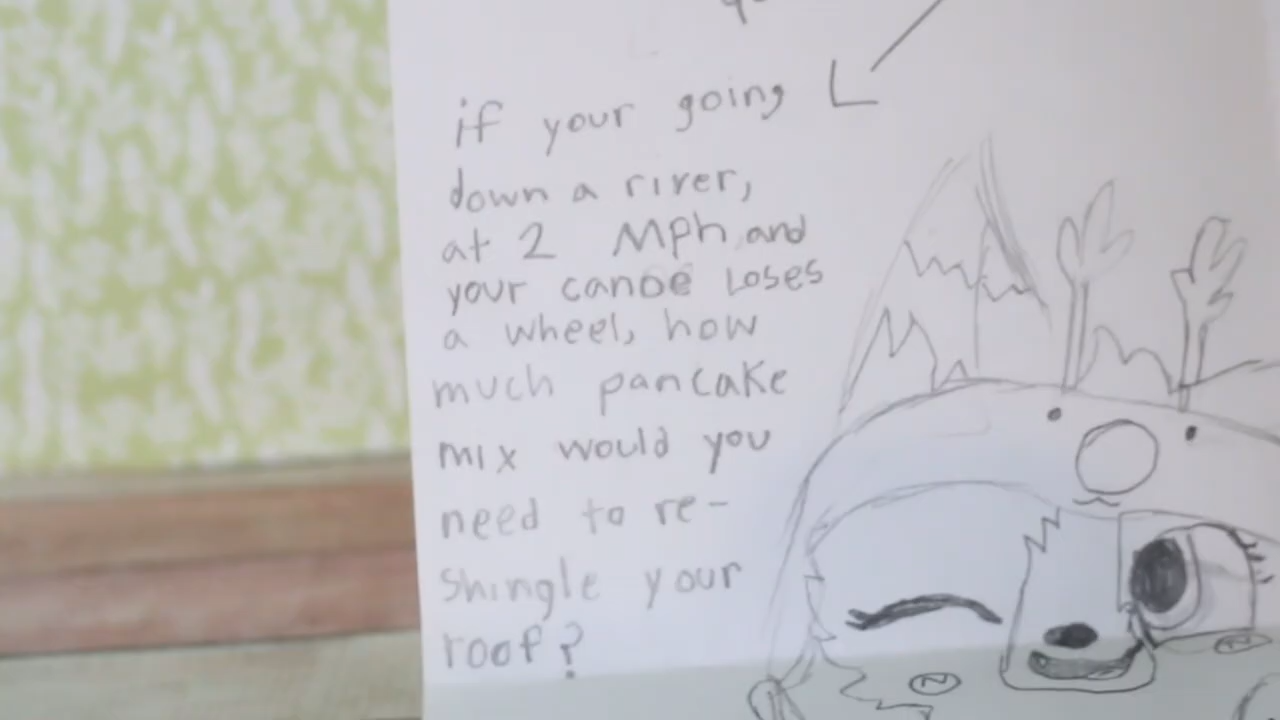 if your going
down a river,
at 2 MPh and
your canoe Loses
a wheel, how
much pancake
mix would you
need to re-
shingle your
roof?